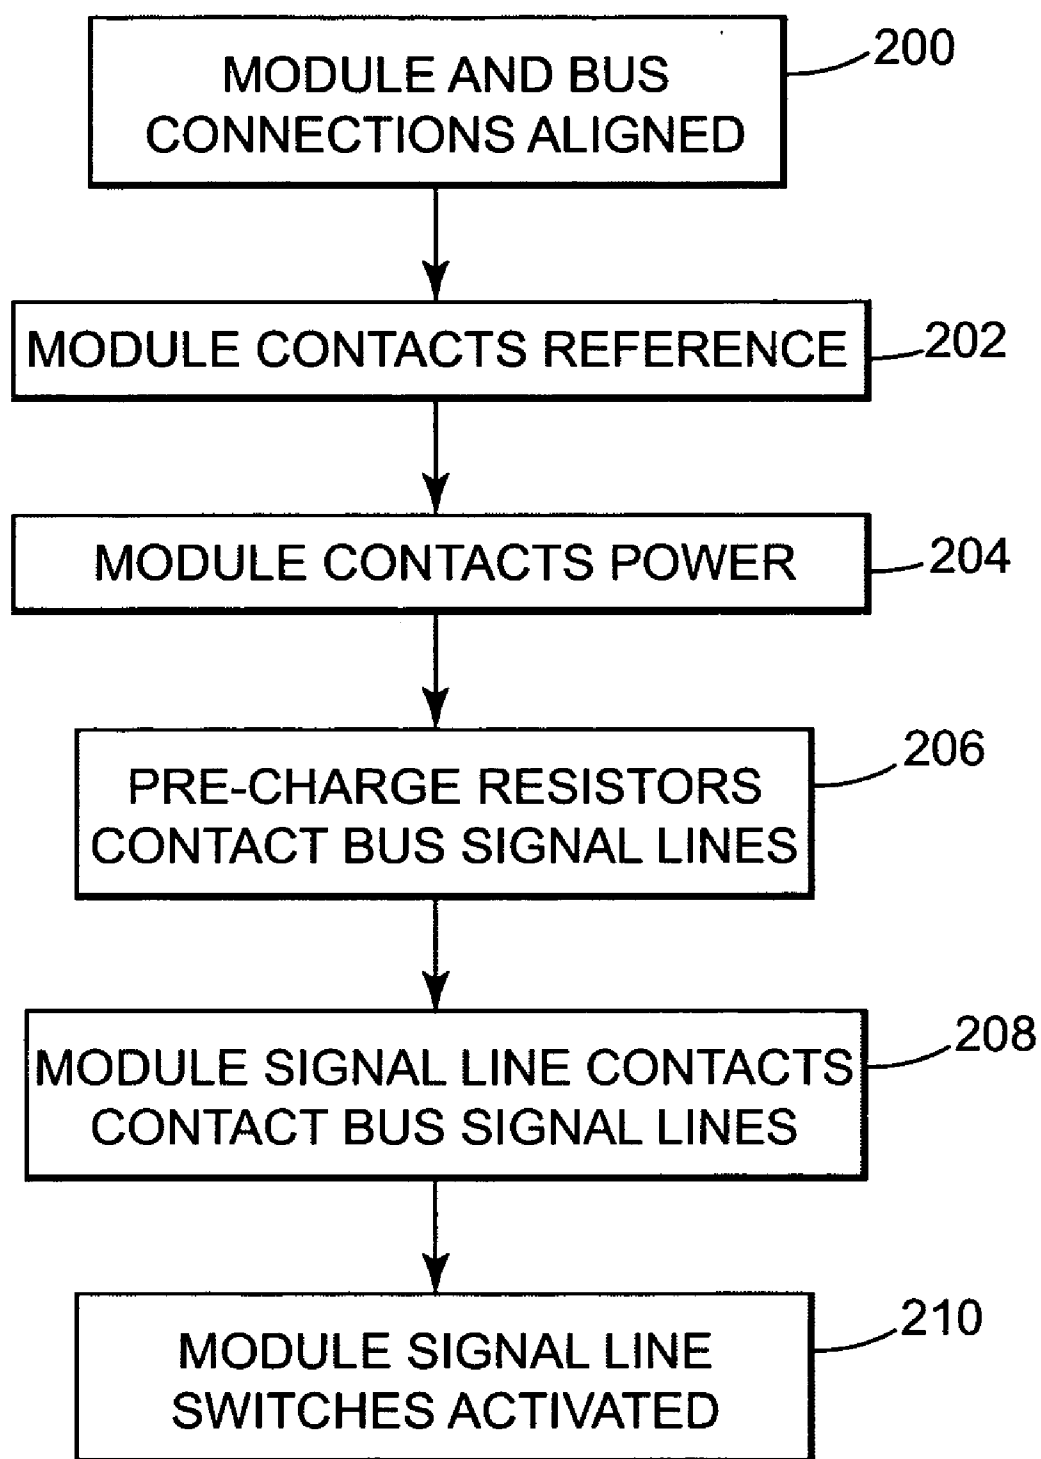 MODULE AND BUS
CONNECTIONS ALIGNED
200
MODULE CONTACTS REFERENCE
202
MODULE CONTACTS POWER
204
PRE-CHARGE RESISTORS
CONTACT BUS SIGNAL LINES
206
MODULE SIGNAL LINE CONTACTS
CONTACT BUS SIGNAL LINES
208
MODULE SIGNAL LINE
SWITCHES ACTIVATED
210